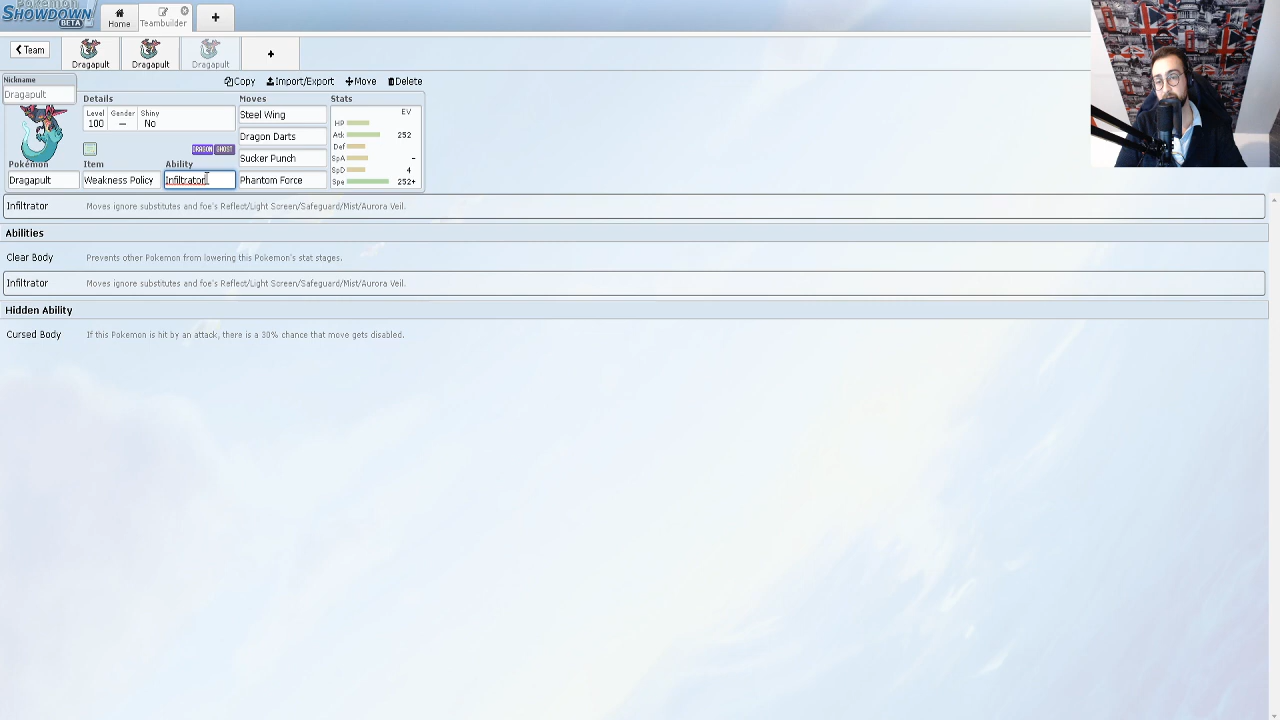 Pokémon
SHOWDOWN
BETA
Home
Teambuilder
+
Team
Dragapult
Dragapult
Dragapult
+
Nickname
Dragapult
Copy
Import/Export
Move
Delete
Details
Level
100
Gender
—
Shiny
No
DRAGON GHOST
Pokémon
Dragapult
Item
Weakness Policy
Ability
Infiltrator
Moves
Steel Wing
Dragon Darts
Sucker Punch
Phantom Force
Stats
EV
HP
Atk 252
Def
SpA -
SpD 4
Spe 252+
Infiltrator Moves ignore substitutes and foe's Reflect/Light Screen/Safeguard/Mist/Aurora Veil.
Abilities
Clear Body Prevents other Pokemon from lowering this Pokemon's stat stages.
Infiltrator Moves ignore substitutes and foe's Reflect/Light Screen/Safeguard/Mist/Aurora Veil.
Hidden Ability
Cursed Body If this Pokemon is hit by an attack, there is a 30% chance that move gets disabled.